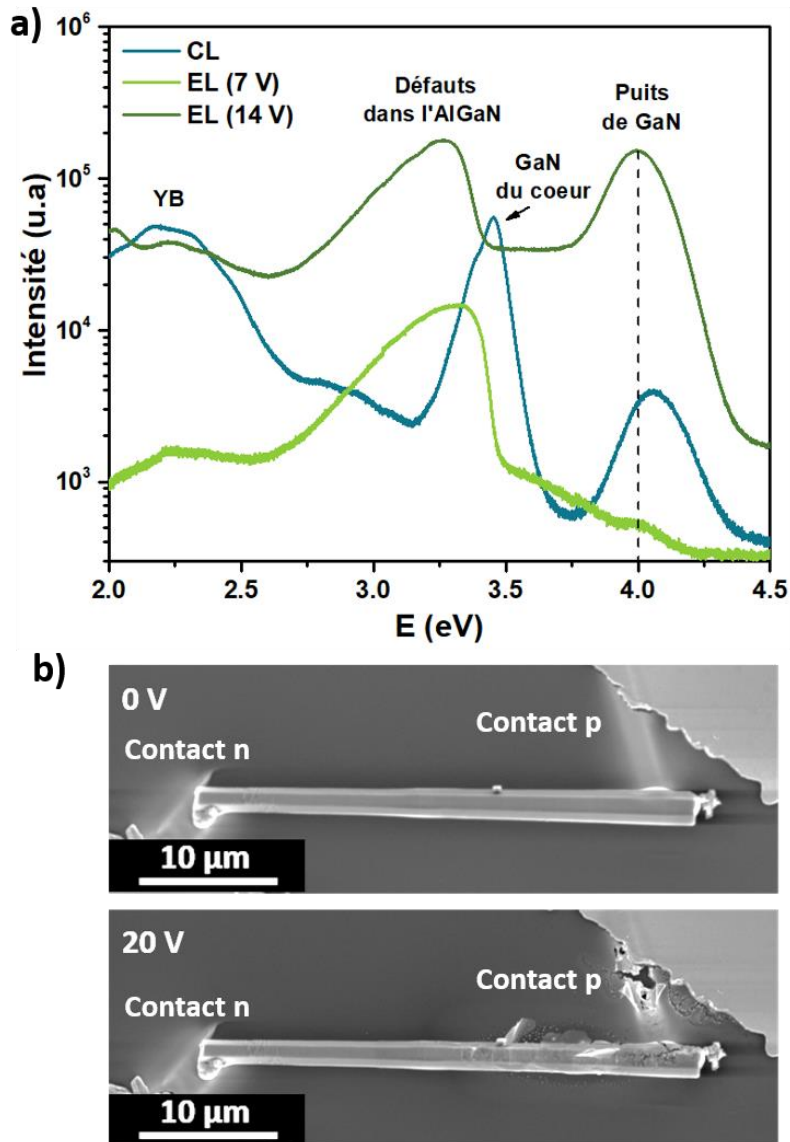 a)
10⁶
10⁵
10⁴
10³
Intensité (u.a)
CL
EL (7 V)
EL (14 V)
YB
Défauts
dans l'AlGaN
GaN
du coeur
Puits
de GaN
2.0 2.5 3.0 3.5 4.0 4.5
E (eV)
b)
0 V
Contact n
Contact p
10 µm
20 V
Contact n
Contact p
10 µm